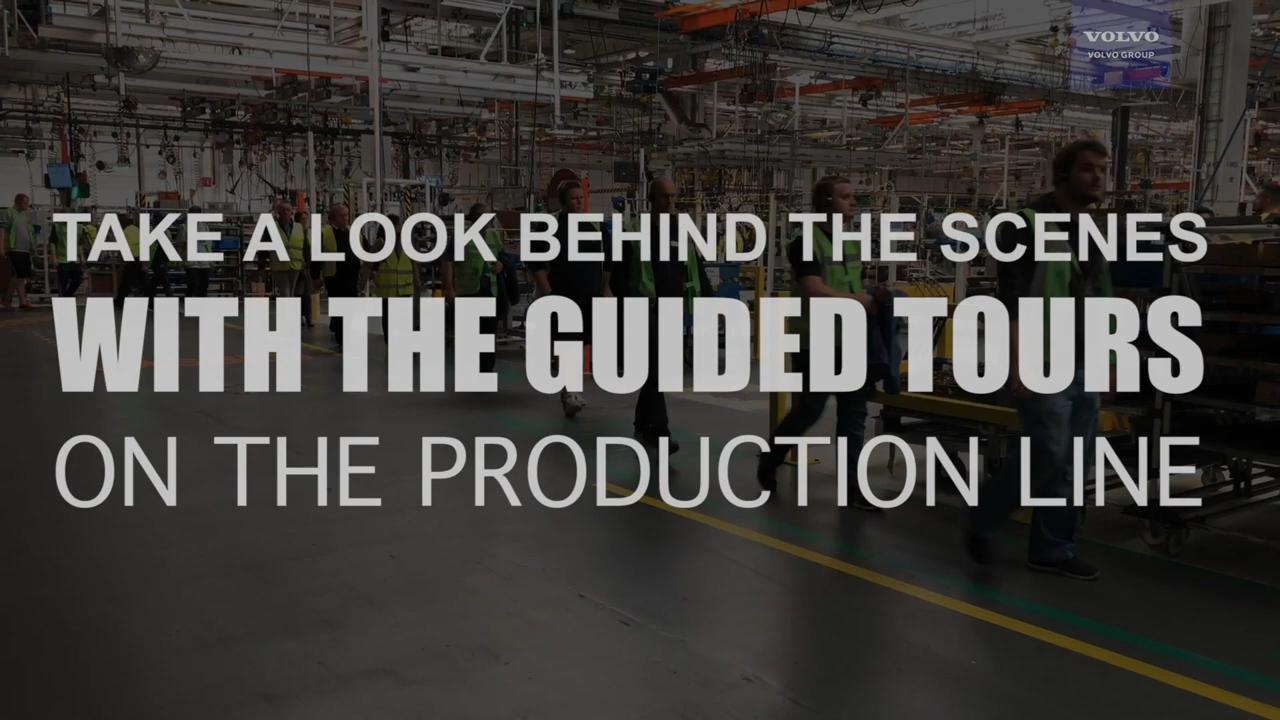 VOLVO
VOLVO GROUP
TAKE A LOOK BEHIND THE SCENES
WITH THE GUIDED TOURS
ON THE PRODUCTION LINE